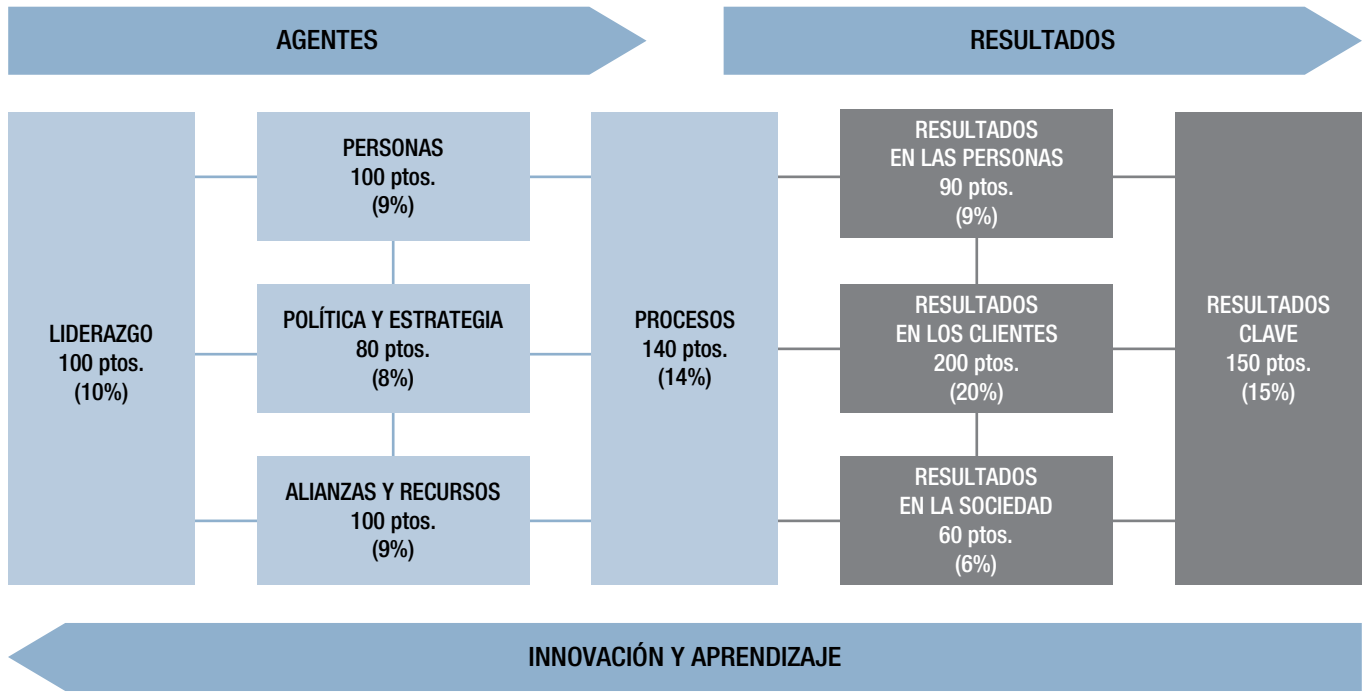 AGENTES
RESULTADOS
LIDERAZGO
100 ptos.
(10%)
PERSONAS
100 ptos.
(9%)
POLÍTICA Y ESTRATEGIA
80 ptos.
(8%)
ALIANZAS Y RECURSOS
100 ptos.
(9%)
PROCESOS
140 ptos.
(14%)
RESULTADOS
EN LAS PERSONAS
90 ptos.
(9%)
RESULTADOS
EN LOS CLIENTES
200 ptos.
(20%)
RESULTADOS
EN LA SOCIEDAD
60 ptos.
(6%)
RESULTADOS
CLAVE
150 ptos.
(15%)
INNOVACIÓN Y APRENDIZAJE